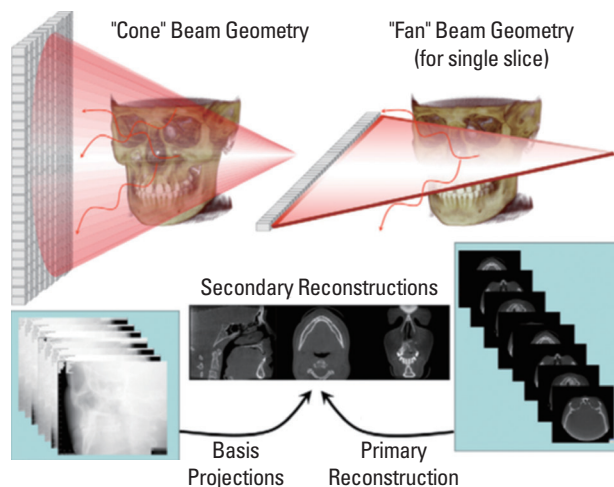 "Cone" Beam Geometry
"Fan" Beam Geometry
(for single slice)
Secondary Reconstructions
Basis
Projections
Primary
Reconstruction